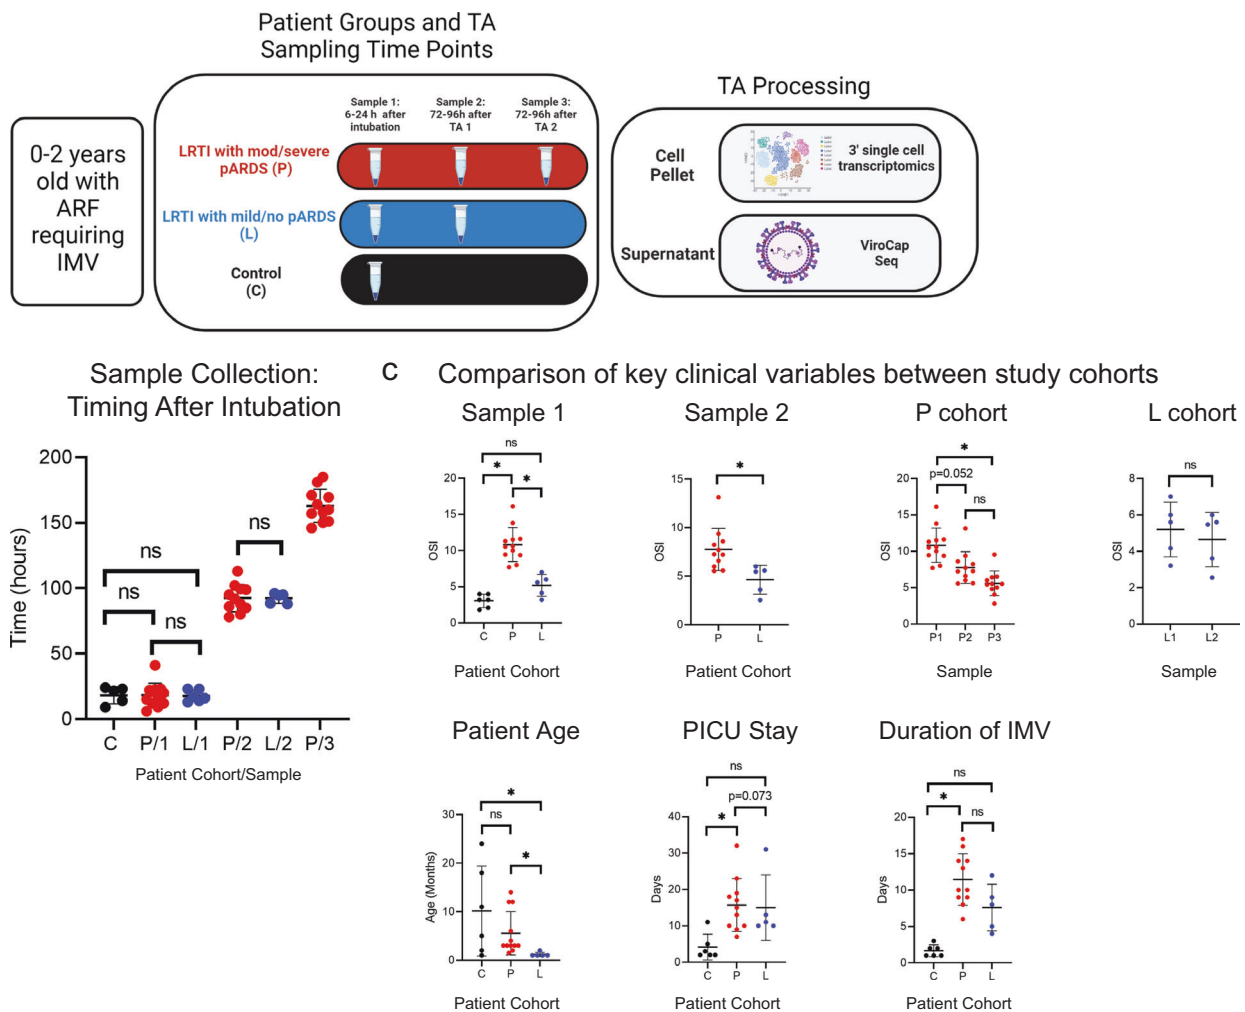 Patient Groups and TA
Sampling Time Points
TA Processing
0-2 years
old with
ARF
requiring
IMV
Sample 1:
6-24 h after
intubation
Sample 2:
72-96h after
TA 1
Sample 3:
72-96h after
TA 2
LRTI with mod/severe
pARDS (P)
LRTI with mild/no pARDS
(L)
Control
(C)
Cell
Pellet
3' single cell
transcriptomics
Supernatant
ViroCap
Seq
Sample Collection:
Timing After Intubation
Time (hours)
200
150
100
50
0
ns
ns
ns
ns
C
P/1
L/1
P/2
L/2
P/3
Patient Cohort/Sample
C
Comparison of key clinical variables between study cohorts
Sample 1
OSI
20
15
10
5
0
ns
*
*
C
P
L
Patient Cohort
Sample 2
OSI
15
10
5
0
*
P
L
Patient Cohort
P cohort
OSI
20
15
10
5
0
*
p=0.052
ns
P1
P2
P3
Sample
L cohort
OSI
8
6
4
2
0
ns
L1
L2
Sample
Patient Age
Age (Months)
30
20
10
0
*
ns
*
C
P
L
Patient Cohort
PICU Stay
Days
40
30
20
10
0
ns
p=0.073
*
C
P
L
Patient Cohort
Duration of IMV
Days
20
15
10
5
0
ns
*
ns
C
P
L
Patient Cohort